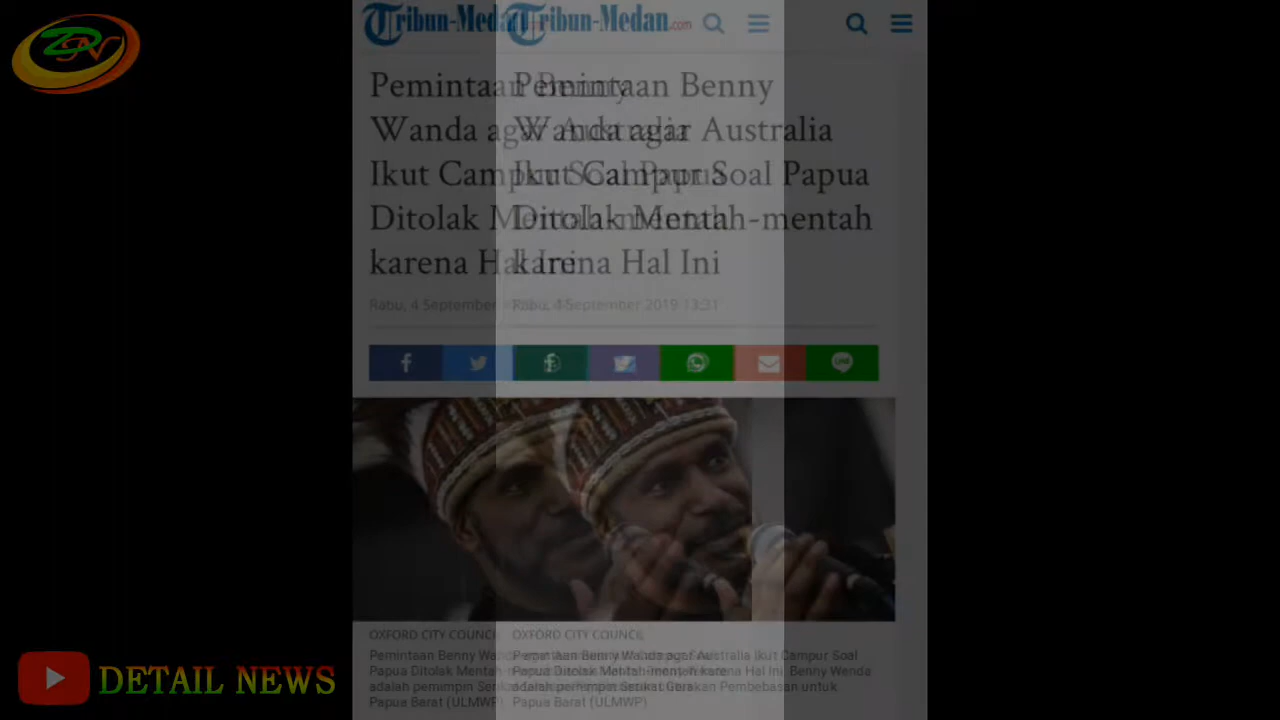 Tribun-Medan.com
Pemintaan Benny
Wanda agar Australia
Ikut Campur Soal Papua
Ditolak Mentah-mentah
karena Hal Ini
Rabu, 4 September 2019 13:31
OXFORD CITY COUNCIL
Pemintaan Benny Wanda agar Australia Ikut Campur Soal
Papua Ditolak Mentah-mentah karena Hal Ini. Benny Wenda
adalah pemimpin Serikat Gerakan Pembebasan untuk
Papua Barat (ULMWP)
DETAIL NEWS